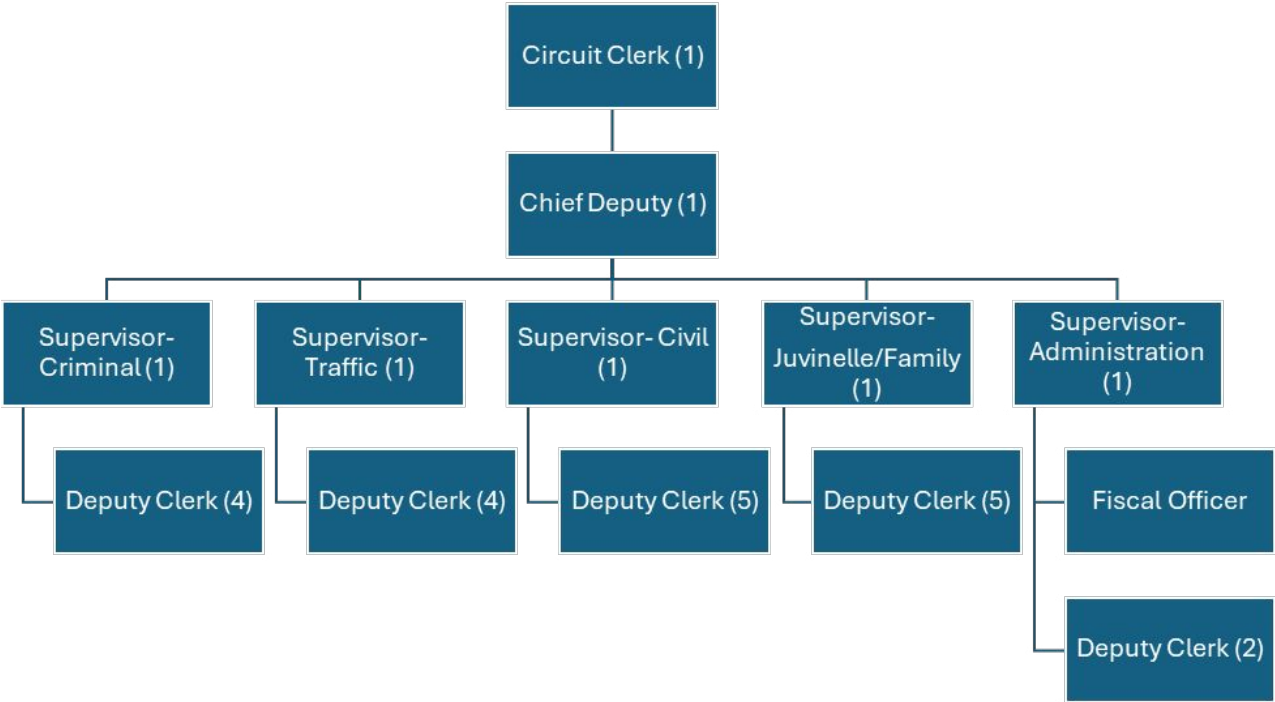 Circuit Clerk (1)
Chief Deputy (1)
Supervisor-
Criminal (1)
Supervisor-
Traffic (1)
Supervisor- Civil
(1)
Supervisor-
Juvinelle/Family
(1)
Supervisor-
Administration
(1)
Deputy Clerk (4)
Deputy Clerk (4)
Deputy Clerk (5)
Deputy Clerk (5)
Fiscal Officer
Deputy Clerk (2)